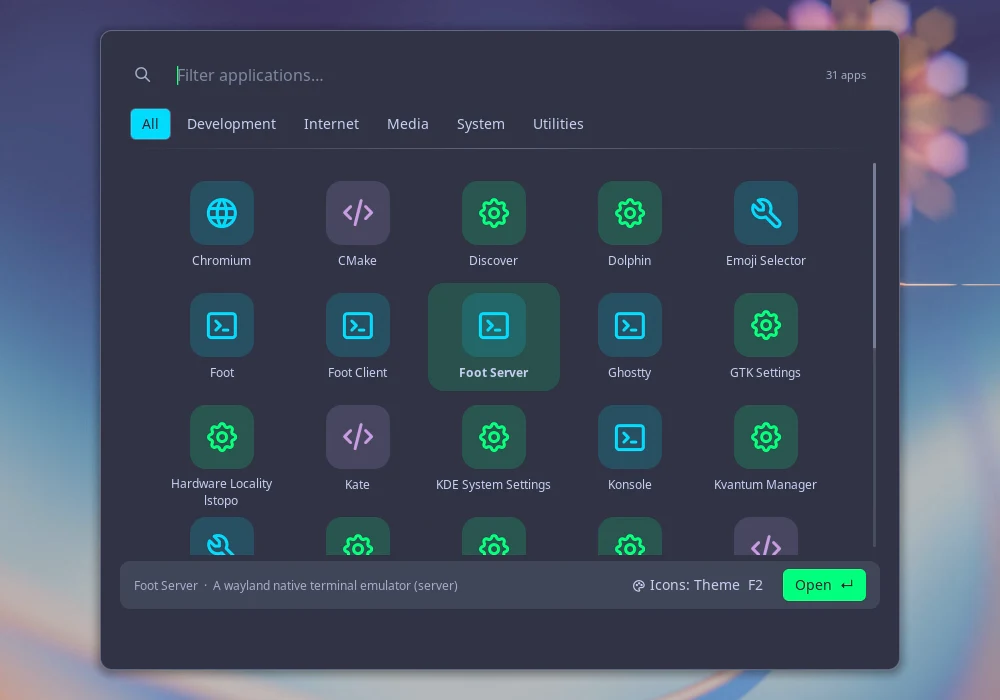 Filter applications...
31 apps
All Development Internet Media System Utilities
Chromium CMake Discover Dolphin Emoji Selector
Foot Foot Client Foot Server Ghostty GTK Settings
Hardware Locality lstopo
Kate KDE System Settings Konsole Kvantum Manager
Foot Server · A wayland native terminal emulator (server)
Icons: Theme F2
Open